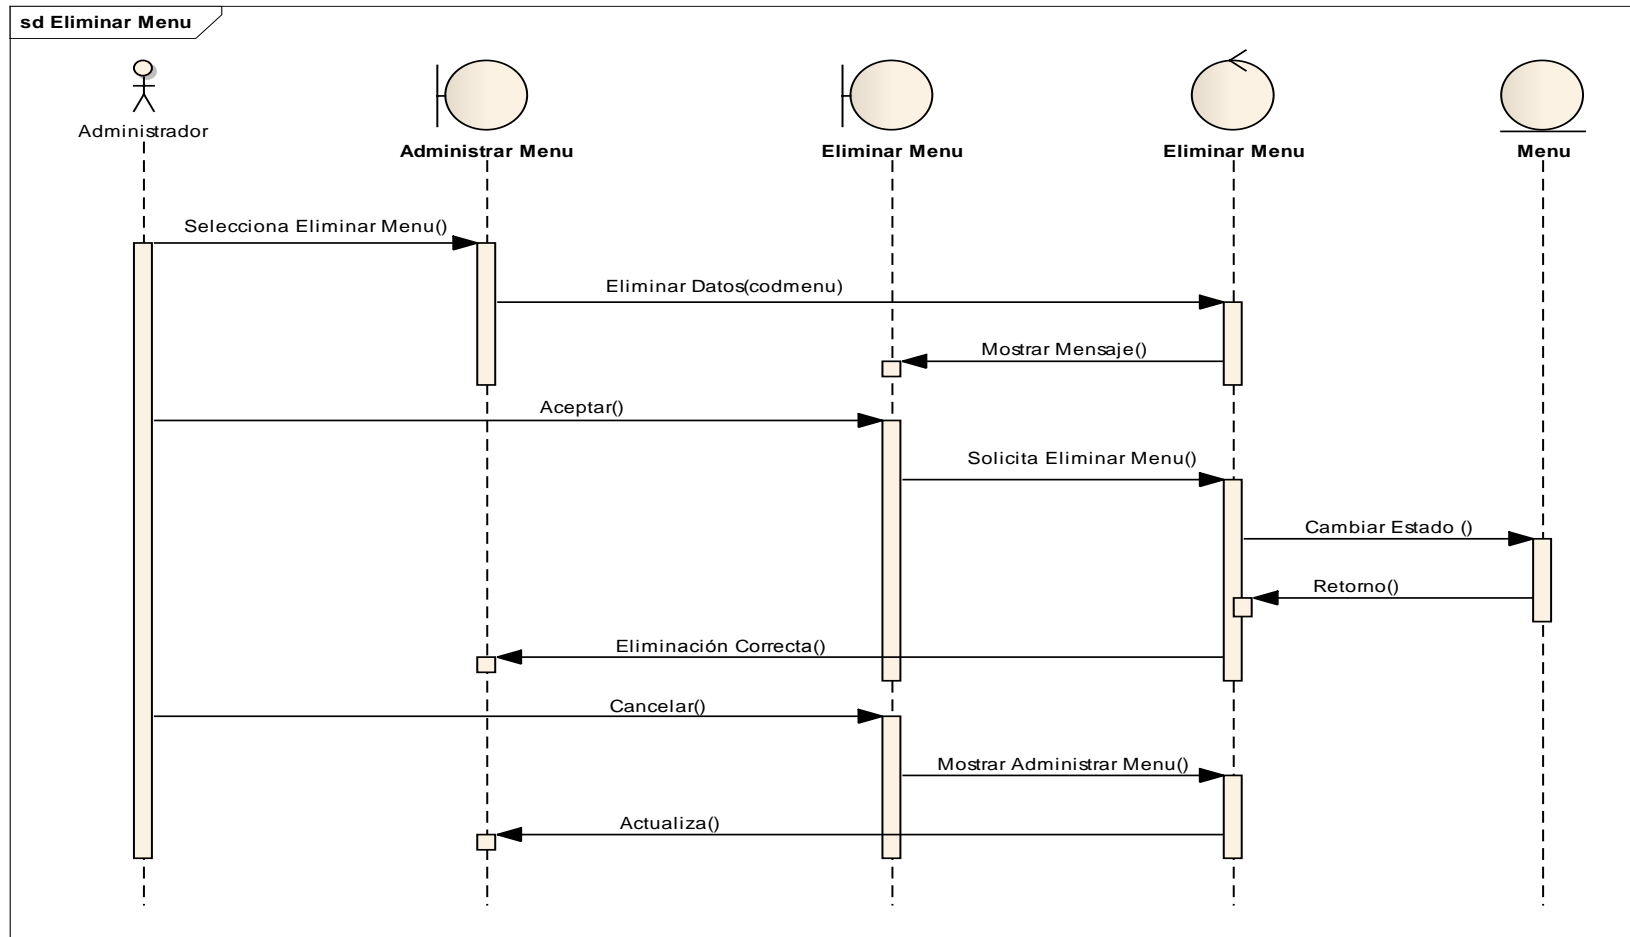 sd Eliminar Menu
Administrador
Administrar Menu
Eliminar Menu
Eliminar Menu
Menu
Selecciona Eliminar Menu()
Eliminar Datos(codmenu)
Mostrar Mensaje()
Aceptar()
Solicita Eliminar Menu()
Cambiar Estado ()
Retorno()
Eliminación Correcta()
Cancelar()
Mostrar Administrar Menu()
Actualiza()